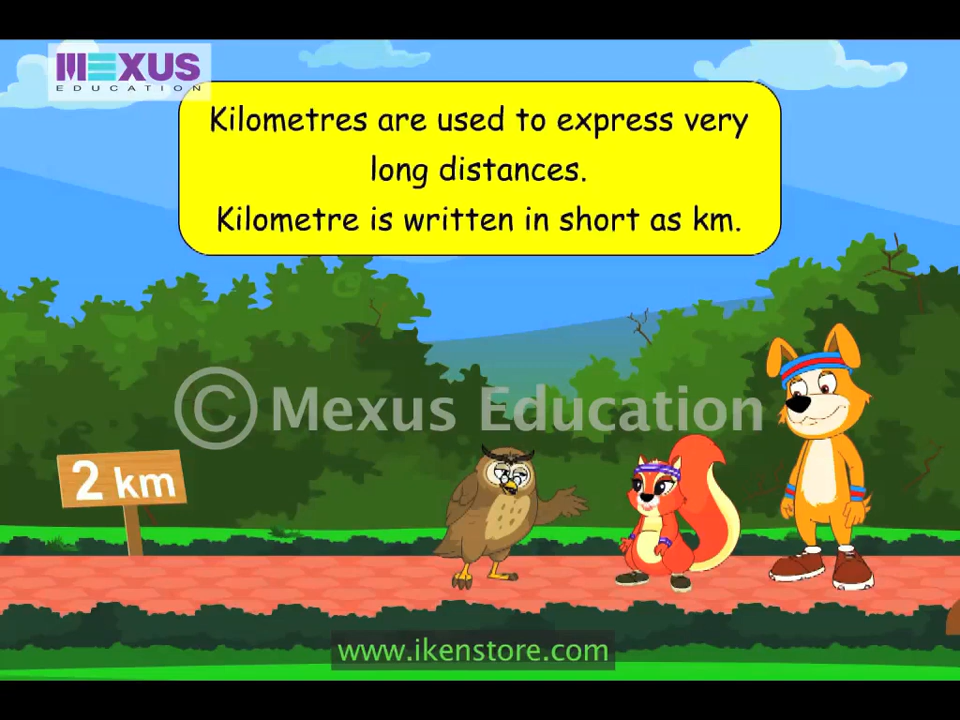 MEXUS
EDUCATION
Kilometres are used to express very
long distances.
Kilometre is written in short as km.
© Mexus Education
2 km
www.ikenstore.com